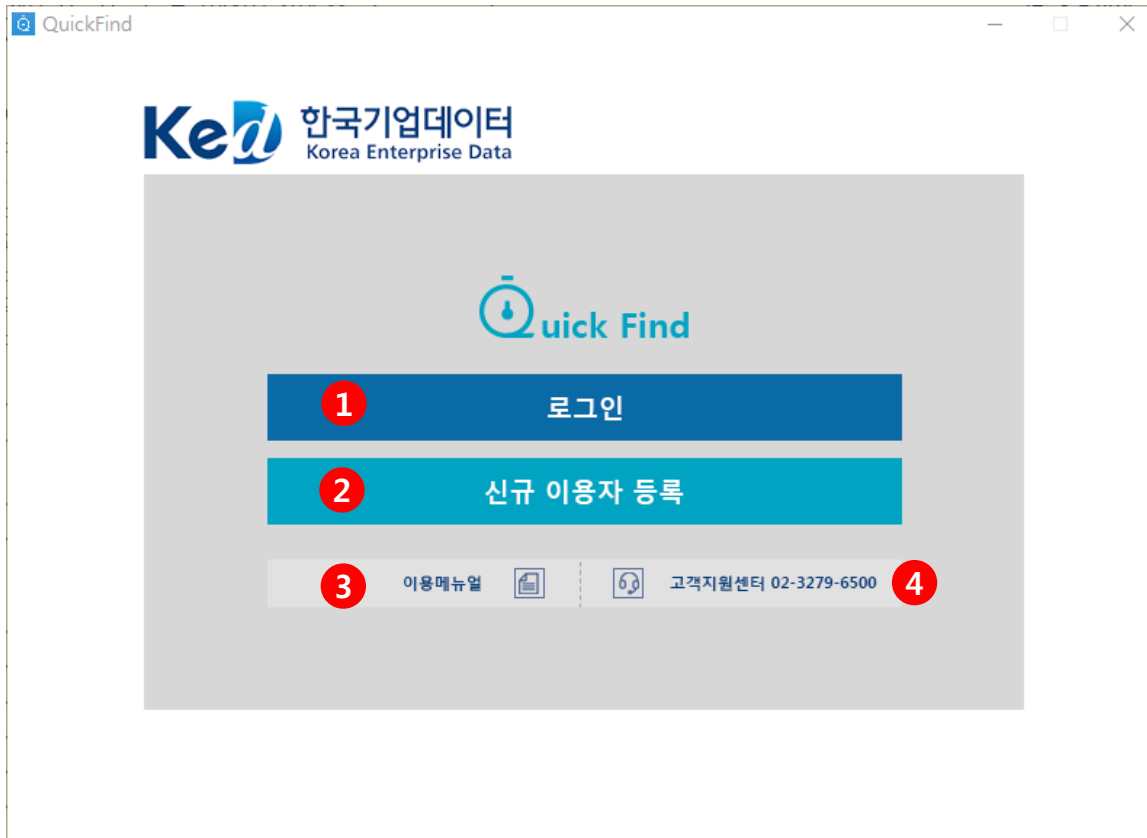 QuickFind
Ked 한국기업데이터
Korea Enterprise Data
Quick Find
1 로그인
2 신규 이용자 등록
3 이용메뉴얼 고객지원센터 02-3279-6500 4